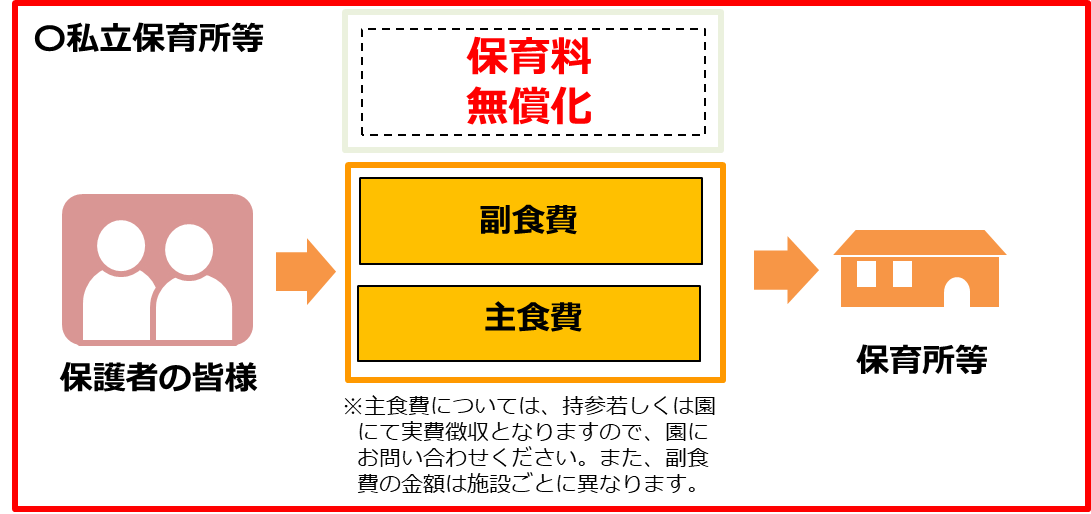 〇私立保育所等
保育料
無償化
副食費
主食費
保護者の皆様
保育所等
※主食費については、持参若しくは園
にて実費徴収となりますので、園に
お問い合わせください。また、副食
費の金額は施設ごとに異なります。